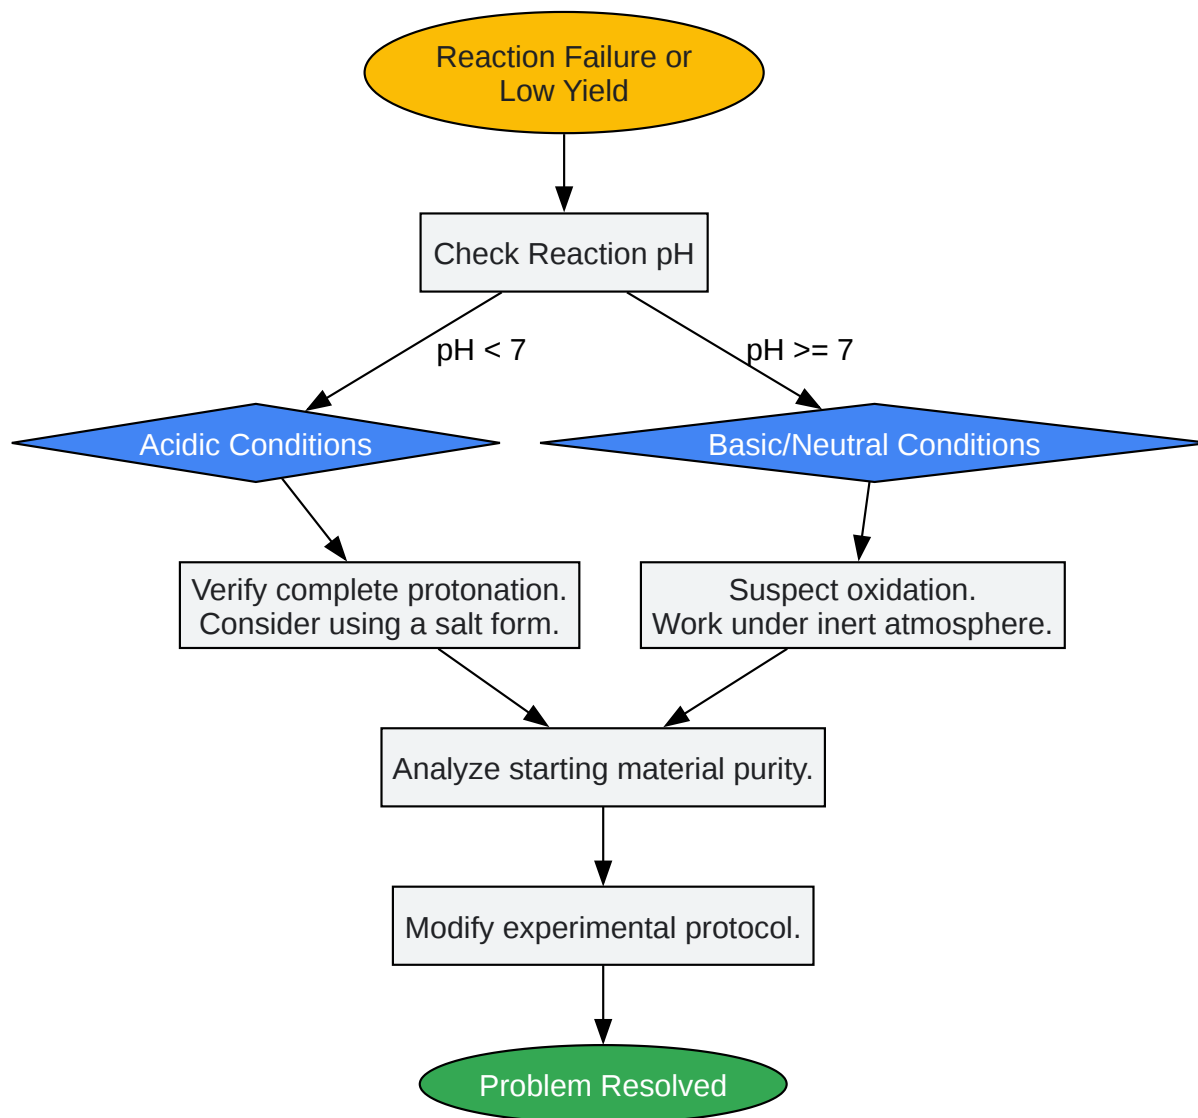 Reaction Failure or
Low Yield
Check Reaction pH
pH < 7
pH >= 7
Acidic Conditions
Basic/Neutral Conditions
Verify complete protonation.
Consider using a salt form.
Suspect oxidation.
Work under inert atmosphere.
Analyze starting material purity.
Modify experimental protocol.
Problem Resolved